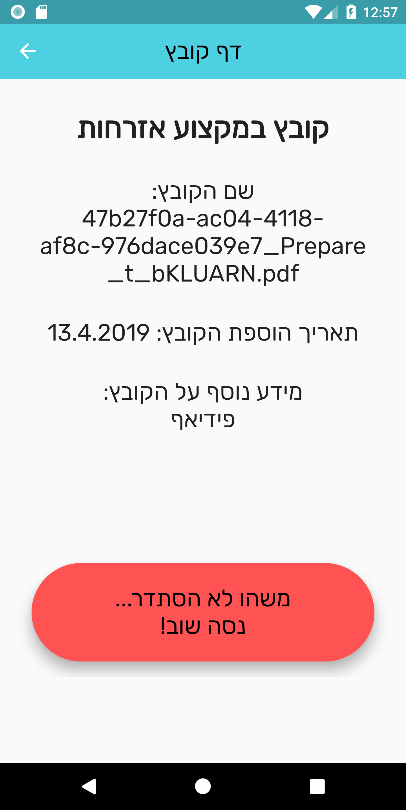 12:57
דף קובץ
קובץ במקצוע אזרחות
שם הקובץ:
47b27f0a-ac04-4118-
af8c-976dace039e7_Prepare
_t_bKLUARN.pdf
תאריך הוספת הקובץ: 13.4.2019
מידע נוסף על הקובץ:
פידיאף
משהו לא הסתדר...
נסה שוב!